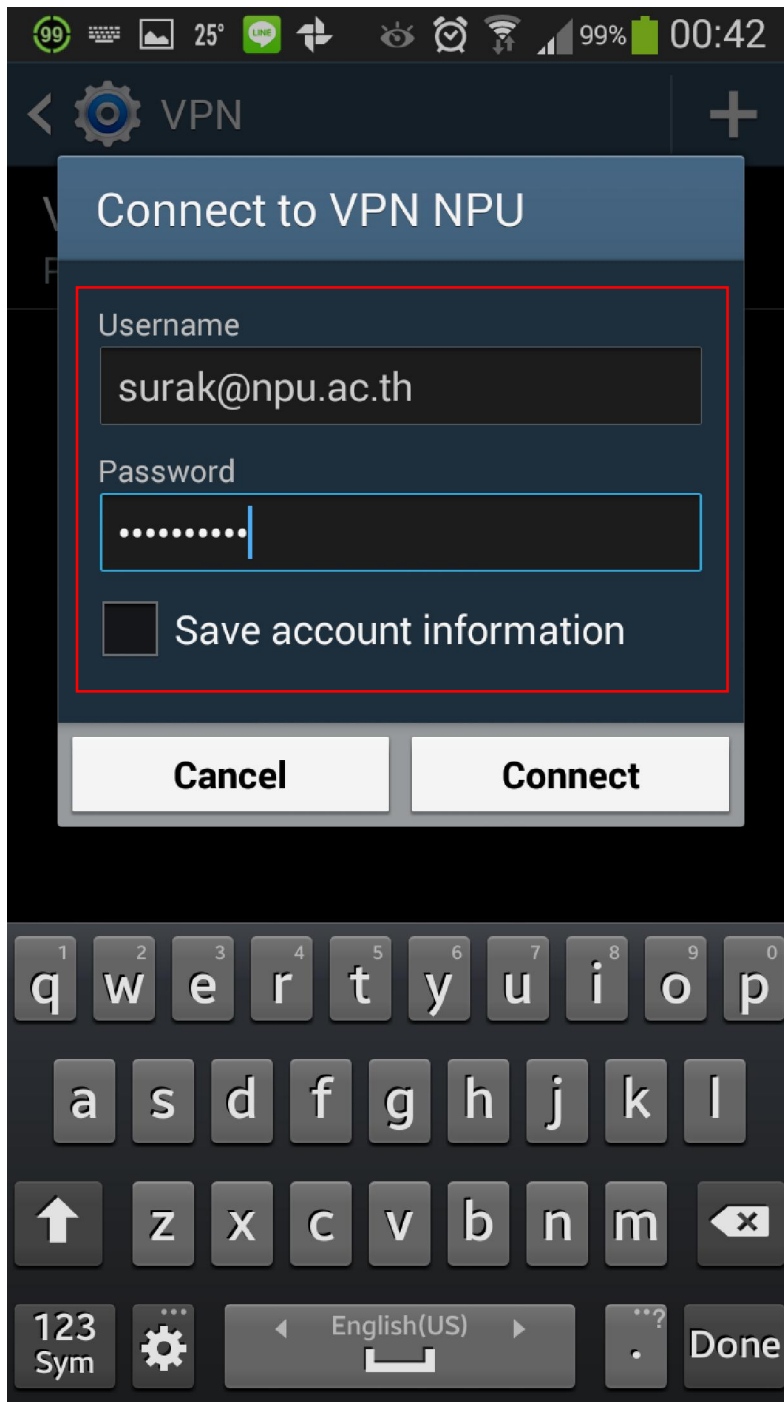 99 25° LINE 99% 00:42
VPN
V
Connect to VPN NPU
P
Username
surak@npu.ac.th
Password
••••••••••
Save account information
Cancel Connect
1 2 3 4 5 6 7 8 9 0
q w e r t y u i o p
a s d f g h j k l
z x c v b n m
123 English(US) ...? Done
Sym .